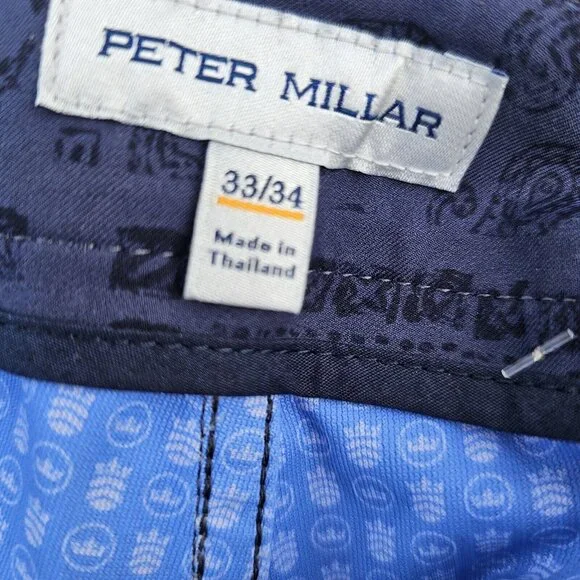 PETER MILLAR
33/34
Made in
Thailand